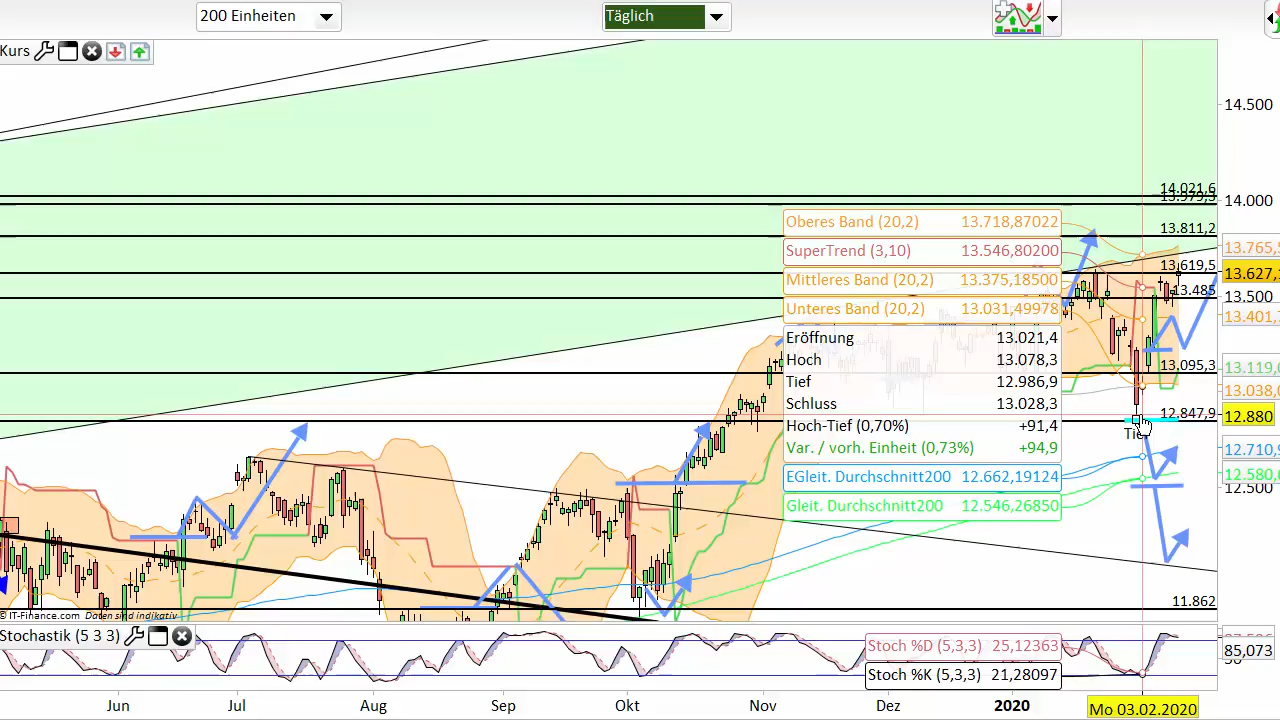 200 Einheiten
Täglich
Kurs
14.500
14.021,6
13.979,3
14.000
Oberes Band (20,2) 13.718,87022
13.811,2
SuperTrend (3,10) 13.546,80200
13.765,
13.619,5
13.627,
Mittleres Band (20,2) 13.375,18500
13.485
13.500
Unteres Band (20,2) 13.031,49978
13.401,
Eröffnung 13.021,4
Hoch 13.078,3
13.095,3
13.119,
Tief 12.986,9
13.038,
Schluss 13.028,3
12.847,9
12.880
Hoch-Tief (0,70%) +91,4
Var. / vorh. Einheit (0,73%) +94,9
12.710,
EGleit. Durchschnitt200 12.662,19124
12.580,
12.500
Gleit. Durchschnitt200 12.546,26850
11.862
© IT-Finance.com Daten sind indikativ
Stochastik (5 3 3)
Stoch %D (5,3,3) 25,12363
85,073
Stoch %K (5,3,3) 21,28097
Jun Jul Aug Sep Okt Nov Dez 2020 Mo 03.02.2020